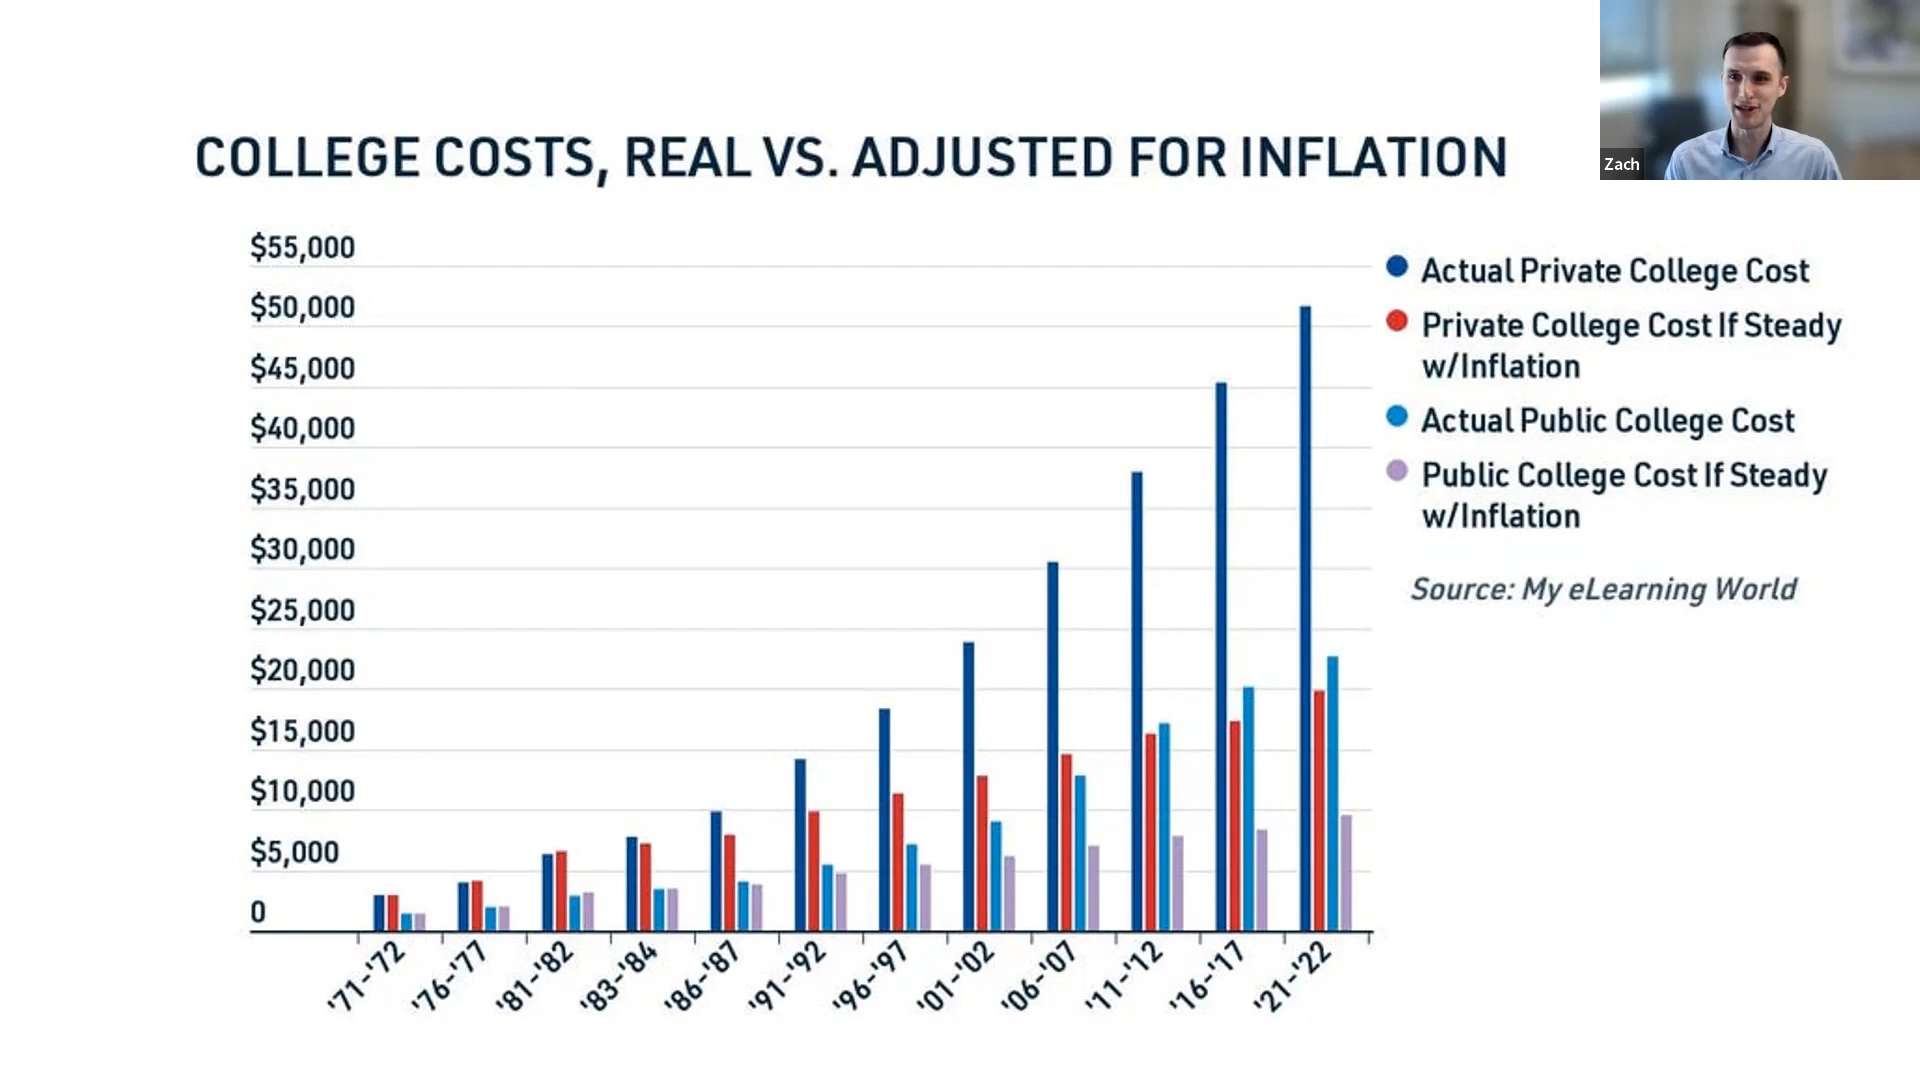 COLLEGE COSTS, REAL VS. ADJUSTED FOR INFLATION
Zach
$55,000
$50,000
$45,000
$40,000
$35,000
$30,000
$25,000
$20,000
$15,000
$10,000
$5,000
0
'71-'72
'76-'77
'81-'82
'83-'84
'86-'87
'91-'92
'96-'97
'01-'02
'06-'07
'11-'12
'16-'17
'21-'22
Actual Private College Cost
Private College Cost If Steady
w/Inflation
Actual Public College Cost
Public College Cost If Steady
w/Inflation
Source: My eLearning World